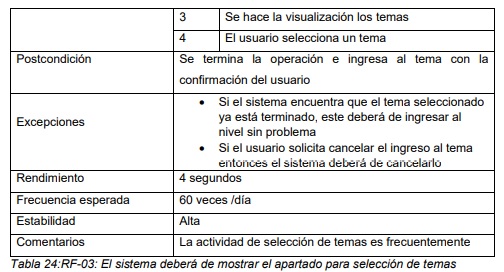 3 Se hace la visualización los temas
4 El usuario selecciona un tema
Postcondición Se termina la operación e ingresa al tema con la
confirmación del usuario
Excepciones
• Si el sistema encuentra que el tema seleccionado
ya está terminado, este deberá de ingresar al
nivel sin problema
• Si el usuario solicita cancelar el ingreso al tema
entonces el sistema deberá de cancelarlo
Rendimiento 4 segundos
Frecuencia esperada 60 veces /día
Estabilidad Alta
Comentarios La actividad de selección de temas es frecuentemente
Tabla 24:RF-03: El sistema deberá de mostrar el apartado para selección de temas